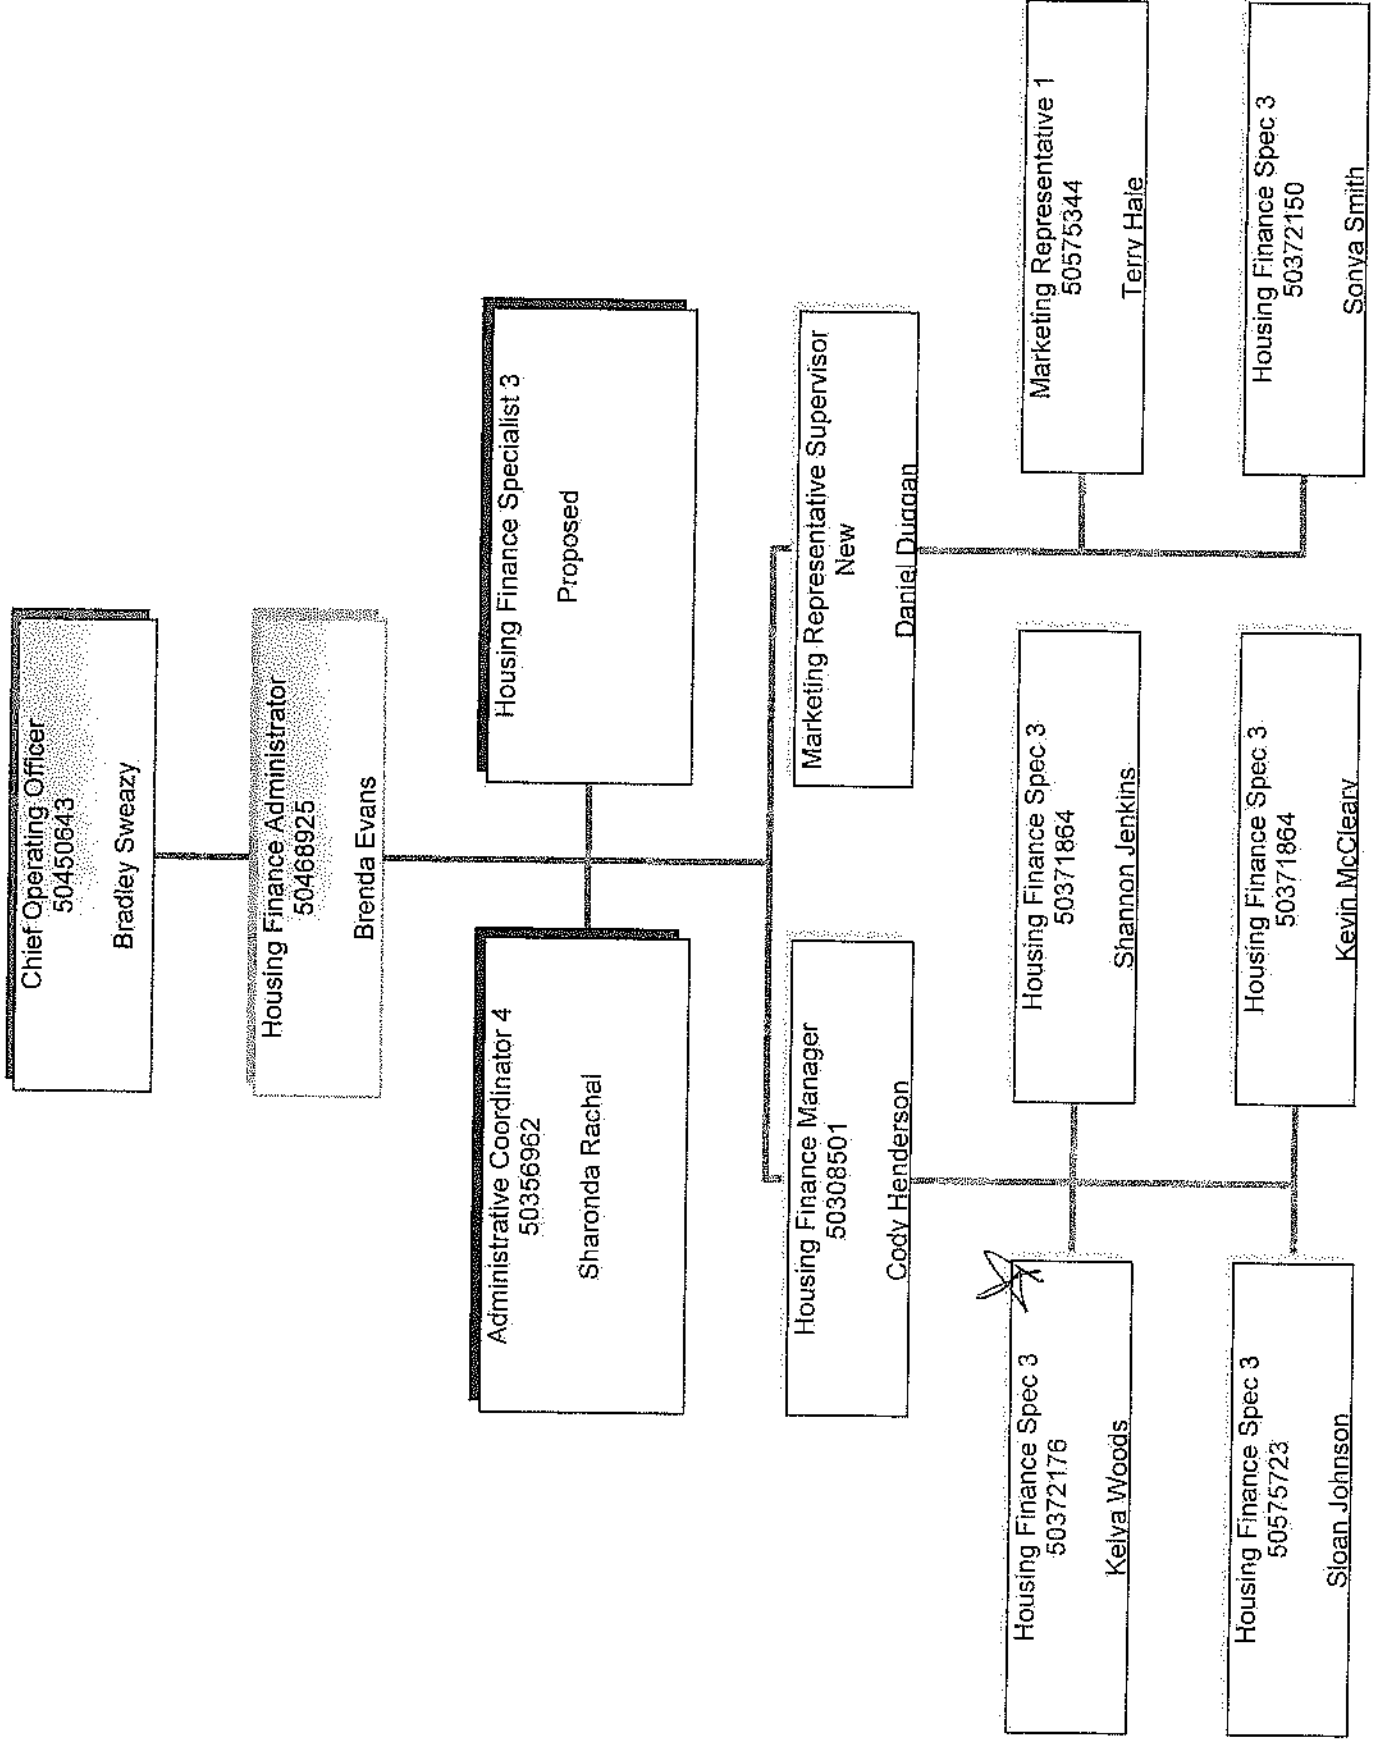 Chief Operating Officer
50450643
Bradley Sweazy
Housing Finance Administrator
50468925
Brenda Evans
Administrative Coordinator 4
50356962
Sharonda Rachal
Housing Finance Specialist 3
Proposed
Housing Finance Manager
50308501
Cody Henderson
Marketing Representative Supervisor
New
Daniel Duggan
Housing Finance Spec 3
50372176
Kelva Woods
Housing Finance Spec 3
50371864
Shannon Jenkins
Marketing Representative 1
50575344
Terry Hale
Housing Finance Spec 3
50575723
Sloan Johnson
Housing Finance Spec 3
50371864
Kevin McCleary
Housing Finance Spec 3
50372150
Sonya Smith